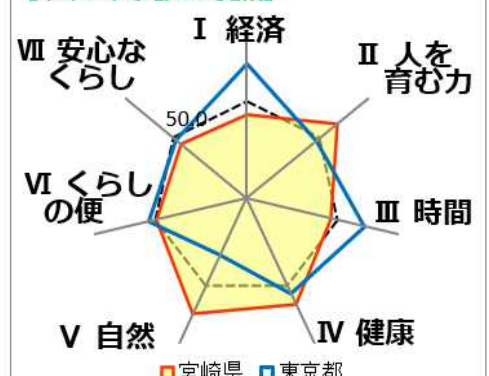 Ⅰ 経済
Ⅶ 安心な
くらし
Ⅱ 人を
育む力
50.0
Ⅵ くらし
の便
Ⅲ 時間
Ⅴ 自然
Ⅳ 健康
宮崎県 東京都